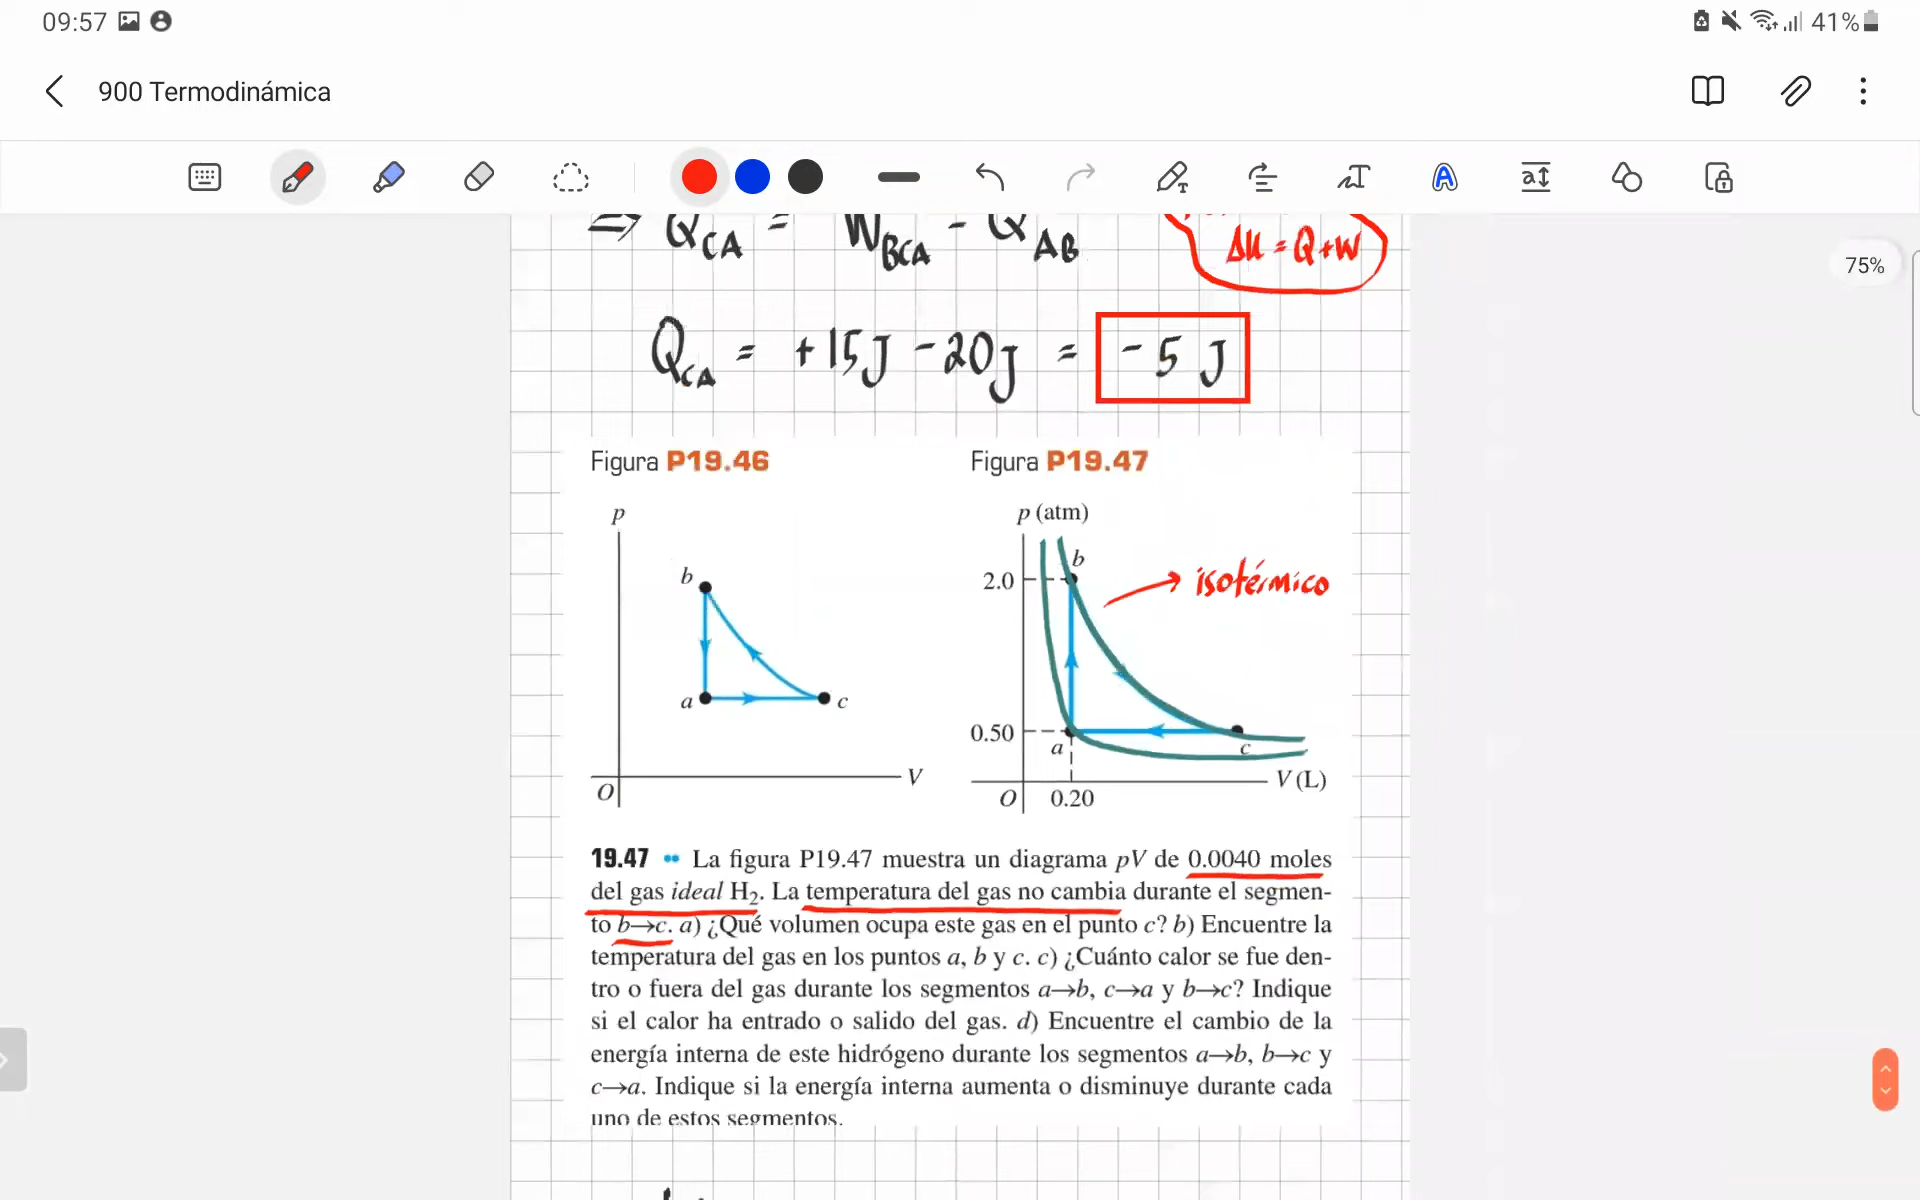 09:57
41%
900 Termodinámica
75%
⇒ Q_CA = W_BCA - Q_AB
ΔU = Q + W
Q_CA = +15J - 20J = -5 J
Figura P19.46
Figura P19.47
p
b
a
c
O
V
p (atm)
2.0
b
isotérmico
0.50
a
c
V (L)
O
0.20
19.47 •• La figura P19.47 muestra un diagrama pV de 0.0040 moles
del gas ideal H₂. La temperatura del gas no cambia durante el segmen-
to b→c. a) ¿Qué volumen ocupa este gas en el punto c? b) Encuentre la
temperatura del gas en los puntos a, b y c. c) ¿Cuánto calor se fue den-
tro o fuera del gas durante los segmentos a→b, c→a y b→c? Indique
si el calor ha entrado o salido del gas. d) Encuentre el cambio de la
energía interna de este hidrógeno durante los segmentos a→b, b→c y
c→a. Indique si la energía interna aumenta o disminuye durante cada
uno de estos segmentos.